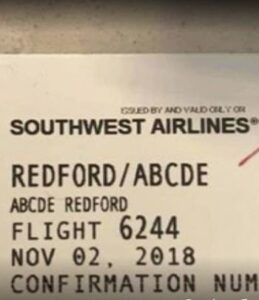 ISSUED BY AND VALID ONLY ON
SOUTHWEST AIRLINES®
REDFORD/ABCDE
ABCDE REDFORD
FLIGHT 6244
NOV 02, 2018
CONFIRMATION NUM